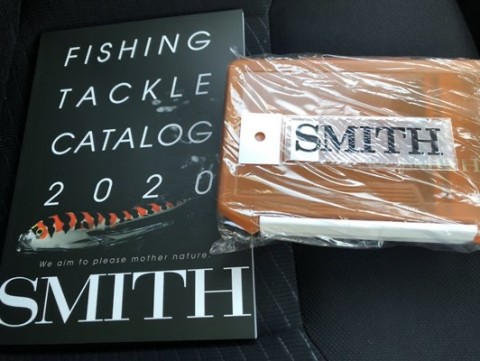 FISHING
TACKLE
CATALOG
2020
We aim to please mother nature.
SMITH
SMITH